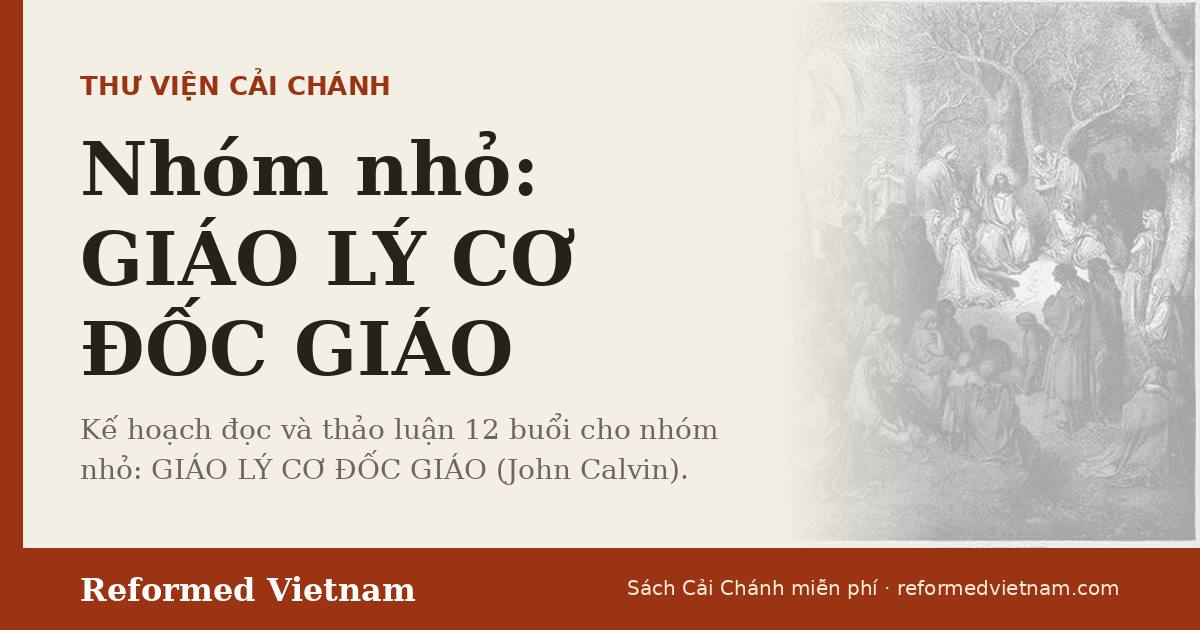 THƯ VIỆN CẢI CHÁNH
Nhóm nhỏ:
GIÁO LÝ CƠ
ĐỐC GIÁO
Kế hoạch đọc và thảo luận 12 buổi cho nhóm
nhỏ: GIÁO LÝ CƠ ĐỐC GIÁO (John Calvin).
Reformed Vietnam
Sách Cải Chánh miễn phí · reformedvietnam.com